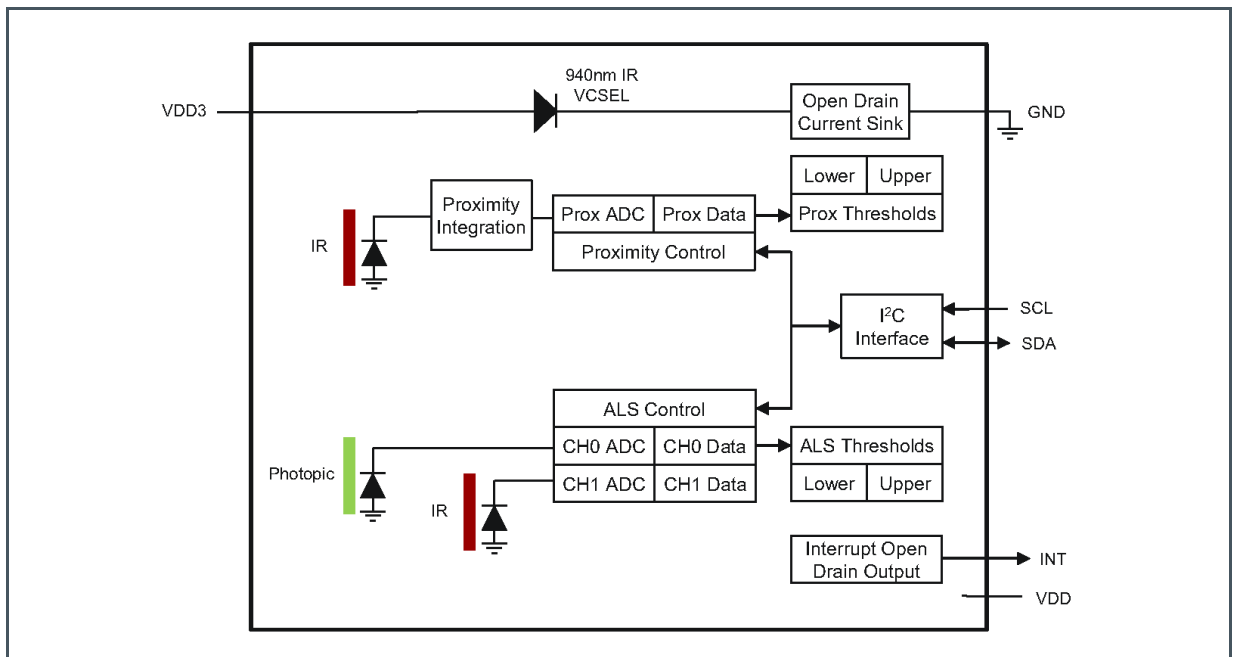 940nm IR
VCSEL
VDD3
Open Drain
Current Sink
GND
Lower Upper
Prox Thresholds
Proximity
Integration
Prox ADC Prox Data
Proximity Control
IR
I²C
Interface
SCL
SDA
ALS Control
CH0 ADC CH0 Data
CH1 ADC CH1 Data
ALS Thresholds
Lower Upper
Photopic
IR
Interrupt Open
Drain Output
INT
VDD